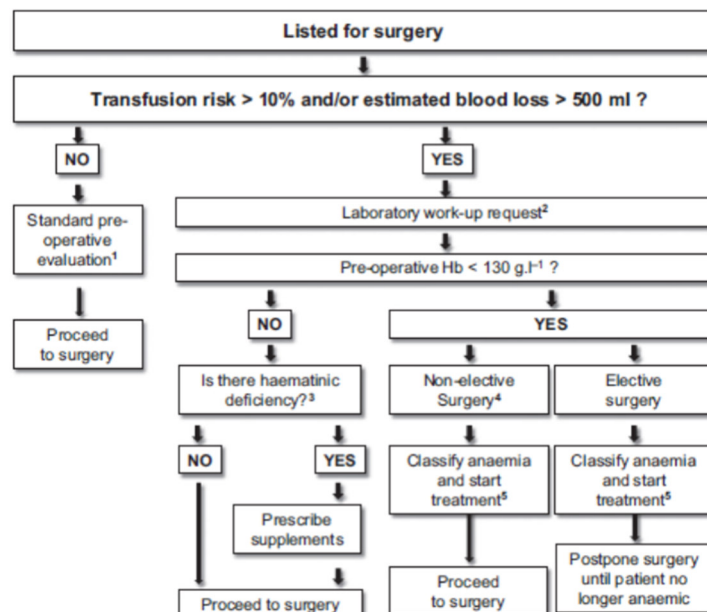 Listed for surgery
Transfusion risk > 10% and/or estimated blood loss > 500 ml ?
NO
YES
Standard pre-
operative
evaluation¹
Laboratory work-up request²
Pre-operative Hb < 130 g.l⁻¹ ?
Proceed
to surgery
NO
YES
Is there haematinic
deficiency?³
Non-elective
Surgery⁴
Elective
surgery
NO
YES
Classify anaemia
and start
treatment⁵
Classify anaemia
and start
treatment⁵
Prescribe
supplements
Proceed to surgery
Proceed
to surgery
Postpone surgery
until patient no
longer anaemic